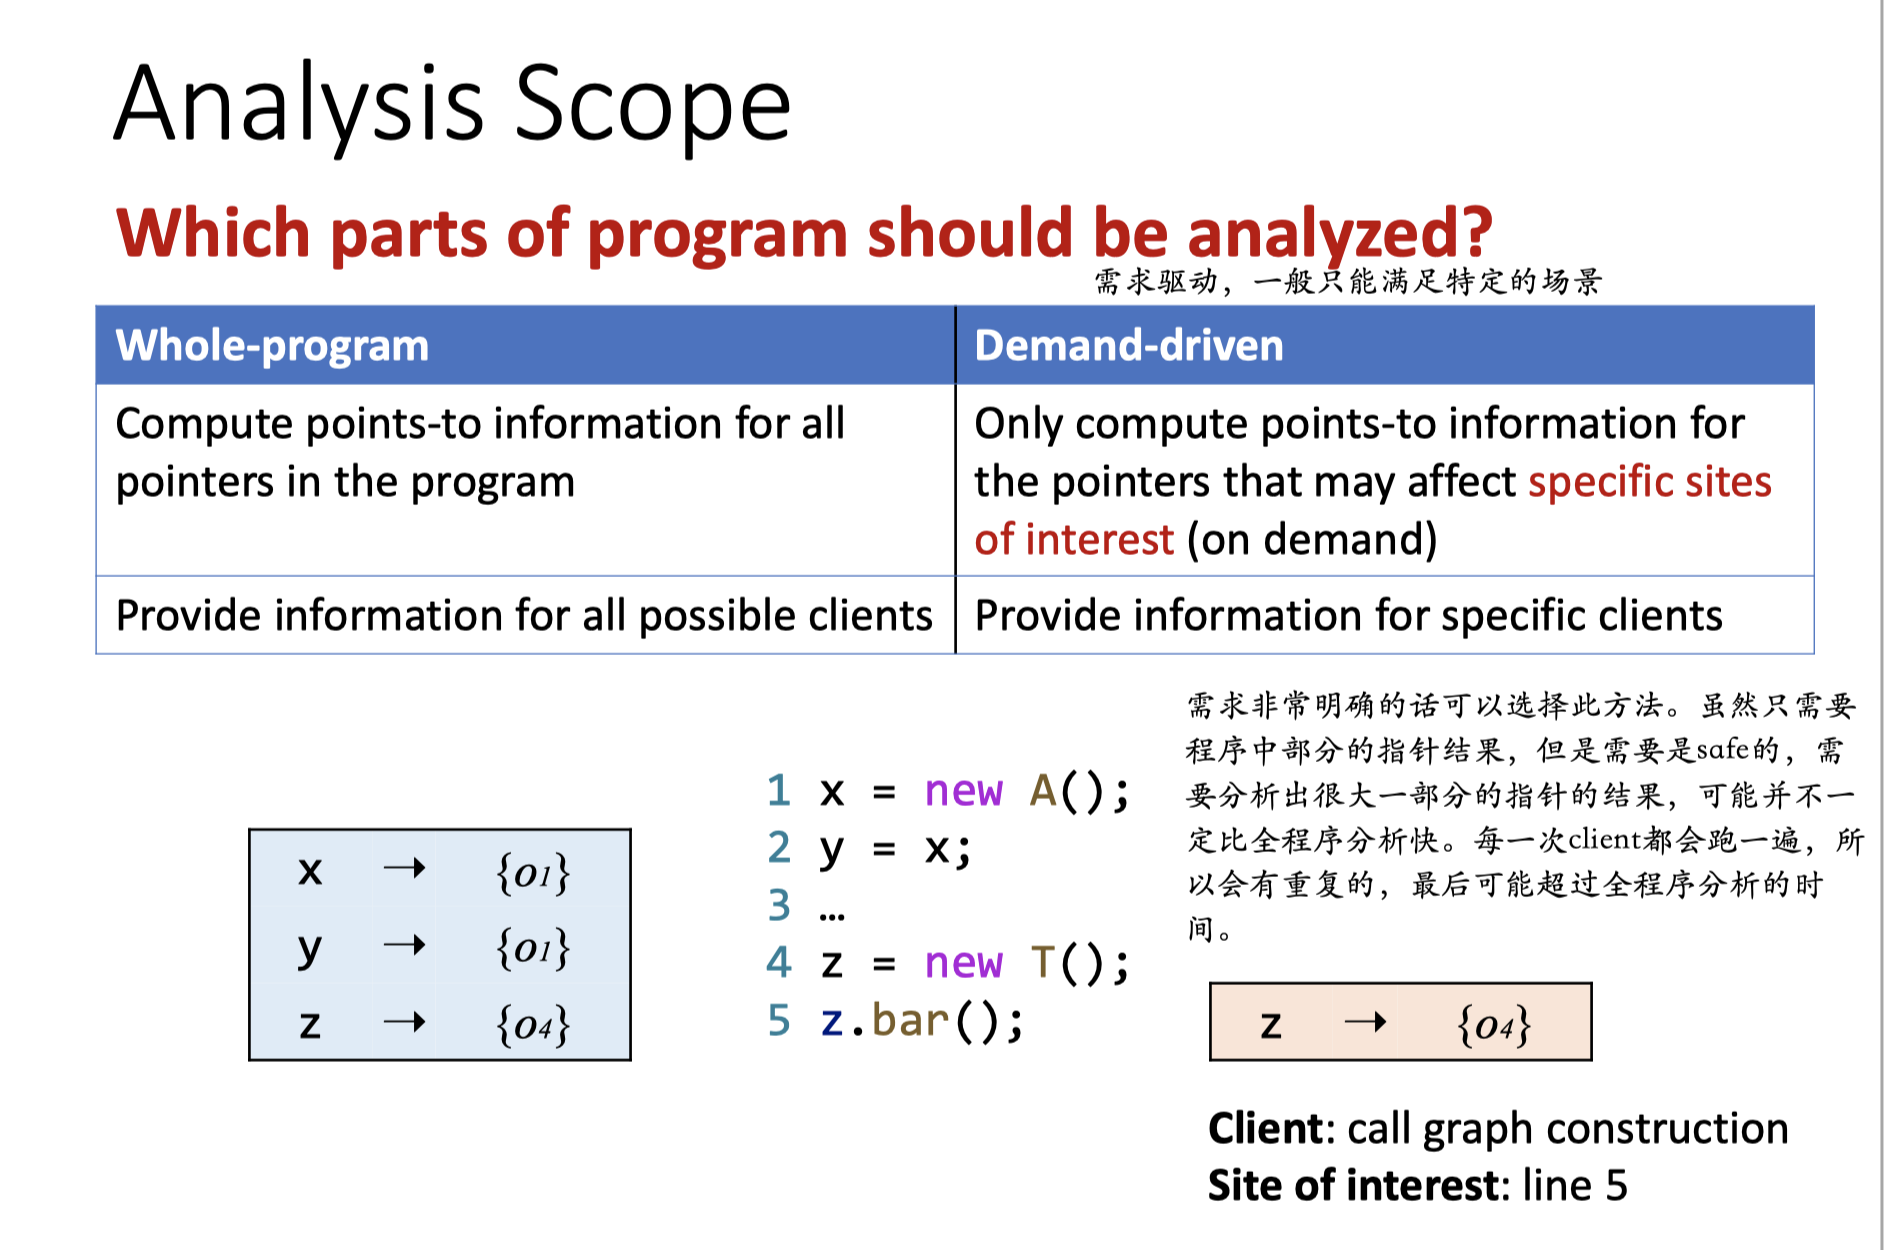 Analysis Scope
Which parts of program should be analyzed?
需求驱动，一般只能满足特定的场景
Whole-program
Demand-driven
Compute points-to information for all
pointers in the program
Only compute points-to information for
the pointers that may affect specific sites
of interest (on demand)
Provide information for all possible clients
Provide information for specific clients
x → {o1}
y → {o1}
z → {o4}
1 x = new A();
2 y = x;
3 …
4 z = new T();
5 z.bar();
需求非常明确的话可以选择此方法。虽然只需要
程序中部分的指针结果，但是需要是safe的，需
要分析出很大一部分的指针的结果，可能并不一
定比全程序分析快。每一次client都会跑一遍，所
以会有重复的，最后可能超过全程序分析的时
间。
z → {o4}
Client: call graph construction
Site of interest: line 5